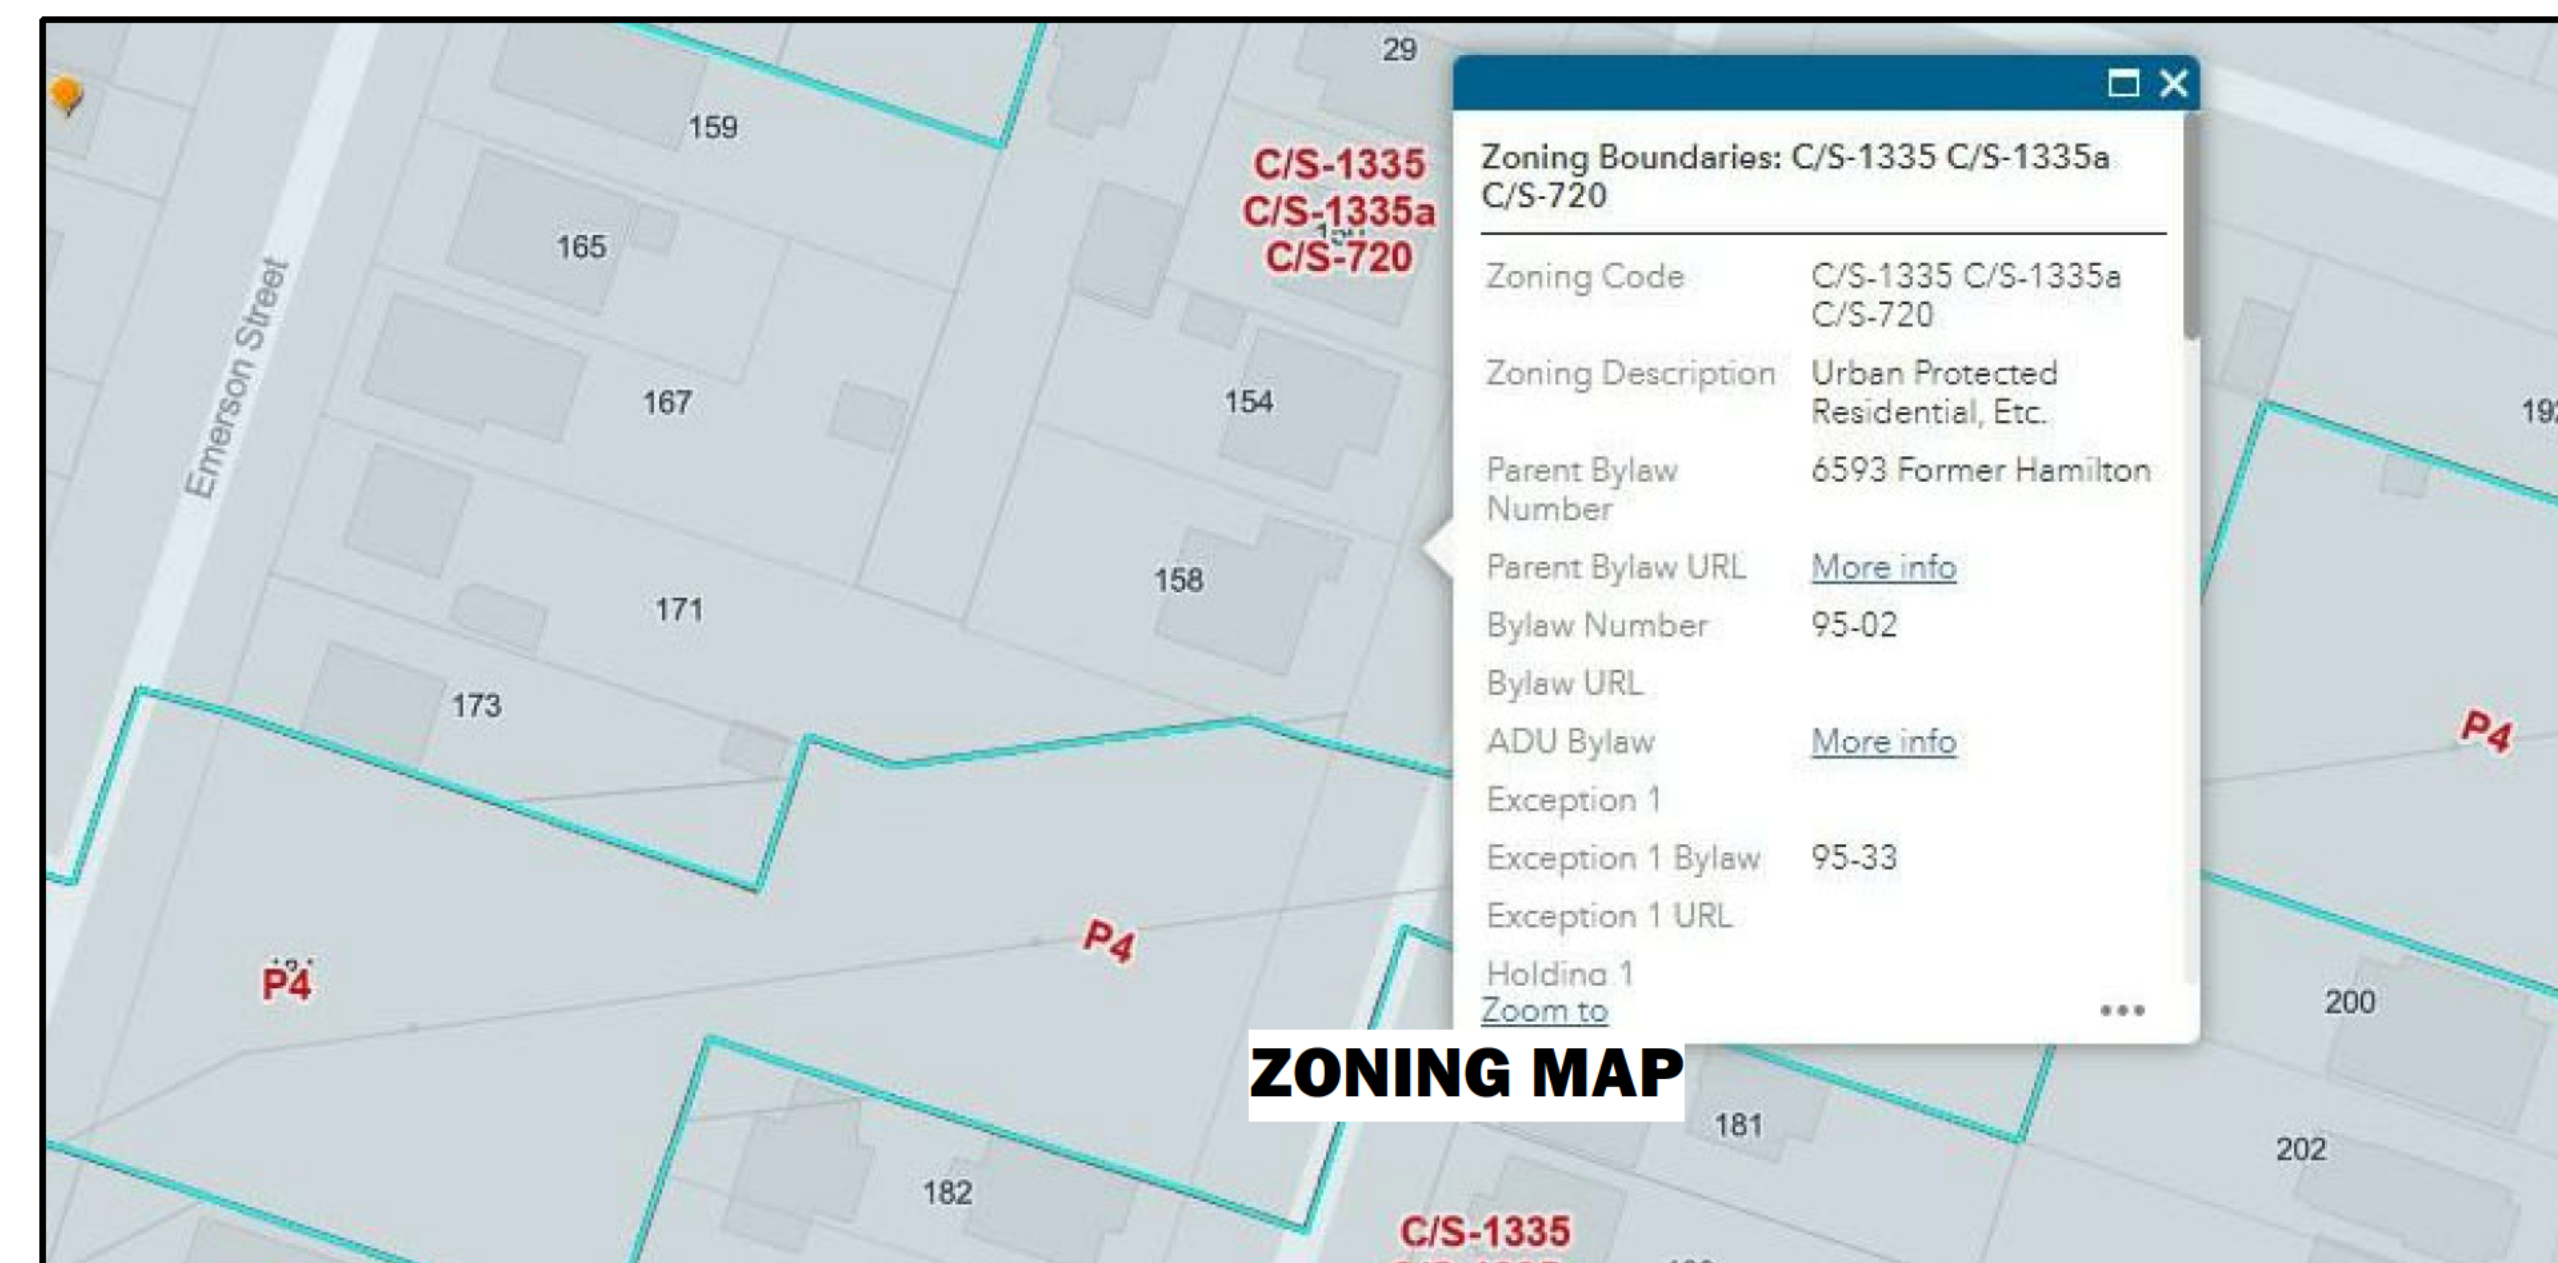 29
159
C/S-1335
C/S-1335a
C/S-720
165
Emerson Street
167
154
171
158
173
P4
P4
182
Zoning Boundaries: C/S-1335 C/S-1335a
C/S-720
Zoning Code C/S-1335 C/S-1335a
C/S-720
Zoning Description Urban Protected
Residential, Etc.
Parent Bylaw 6593 Former Hamilton
Number
Parent Bylaw URL More info
Bylaw Number 95-02
Bylaw URL
ADU Bylaw More info
Exception 1
Exception 1 Bylaw 95-33
Exception 1 URL
Holding 1
Zoom to
ZONING MAP
181
C/S-1335
P4
200
202